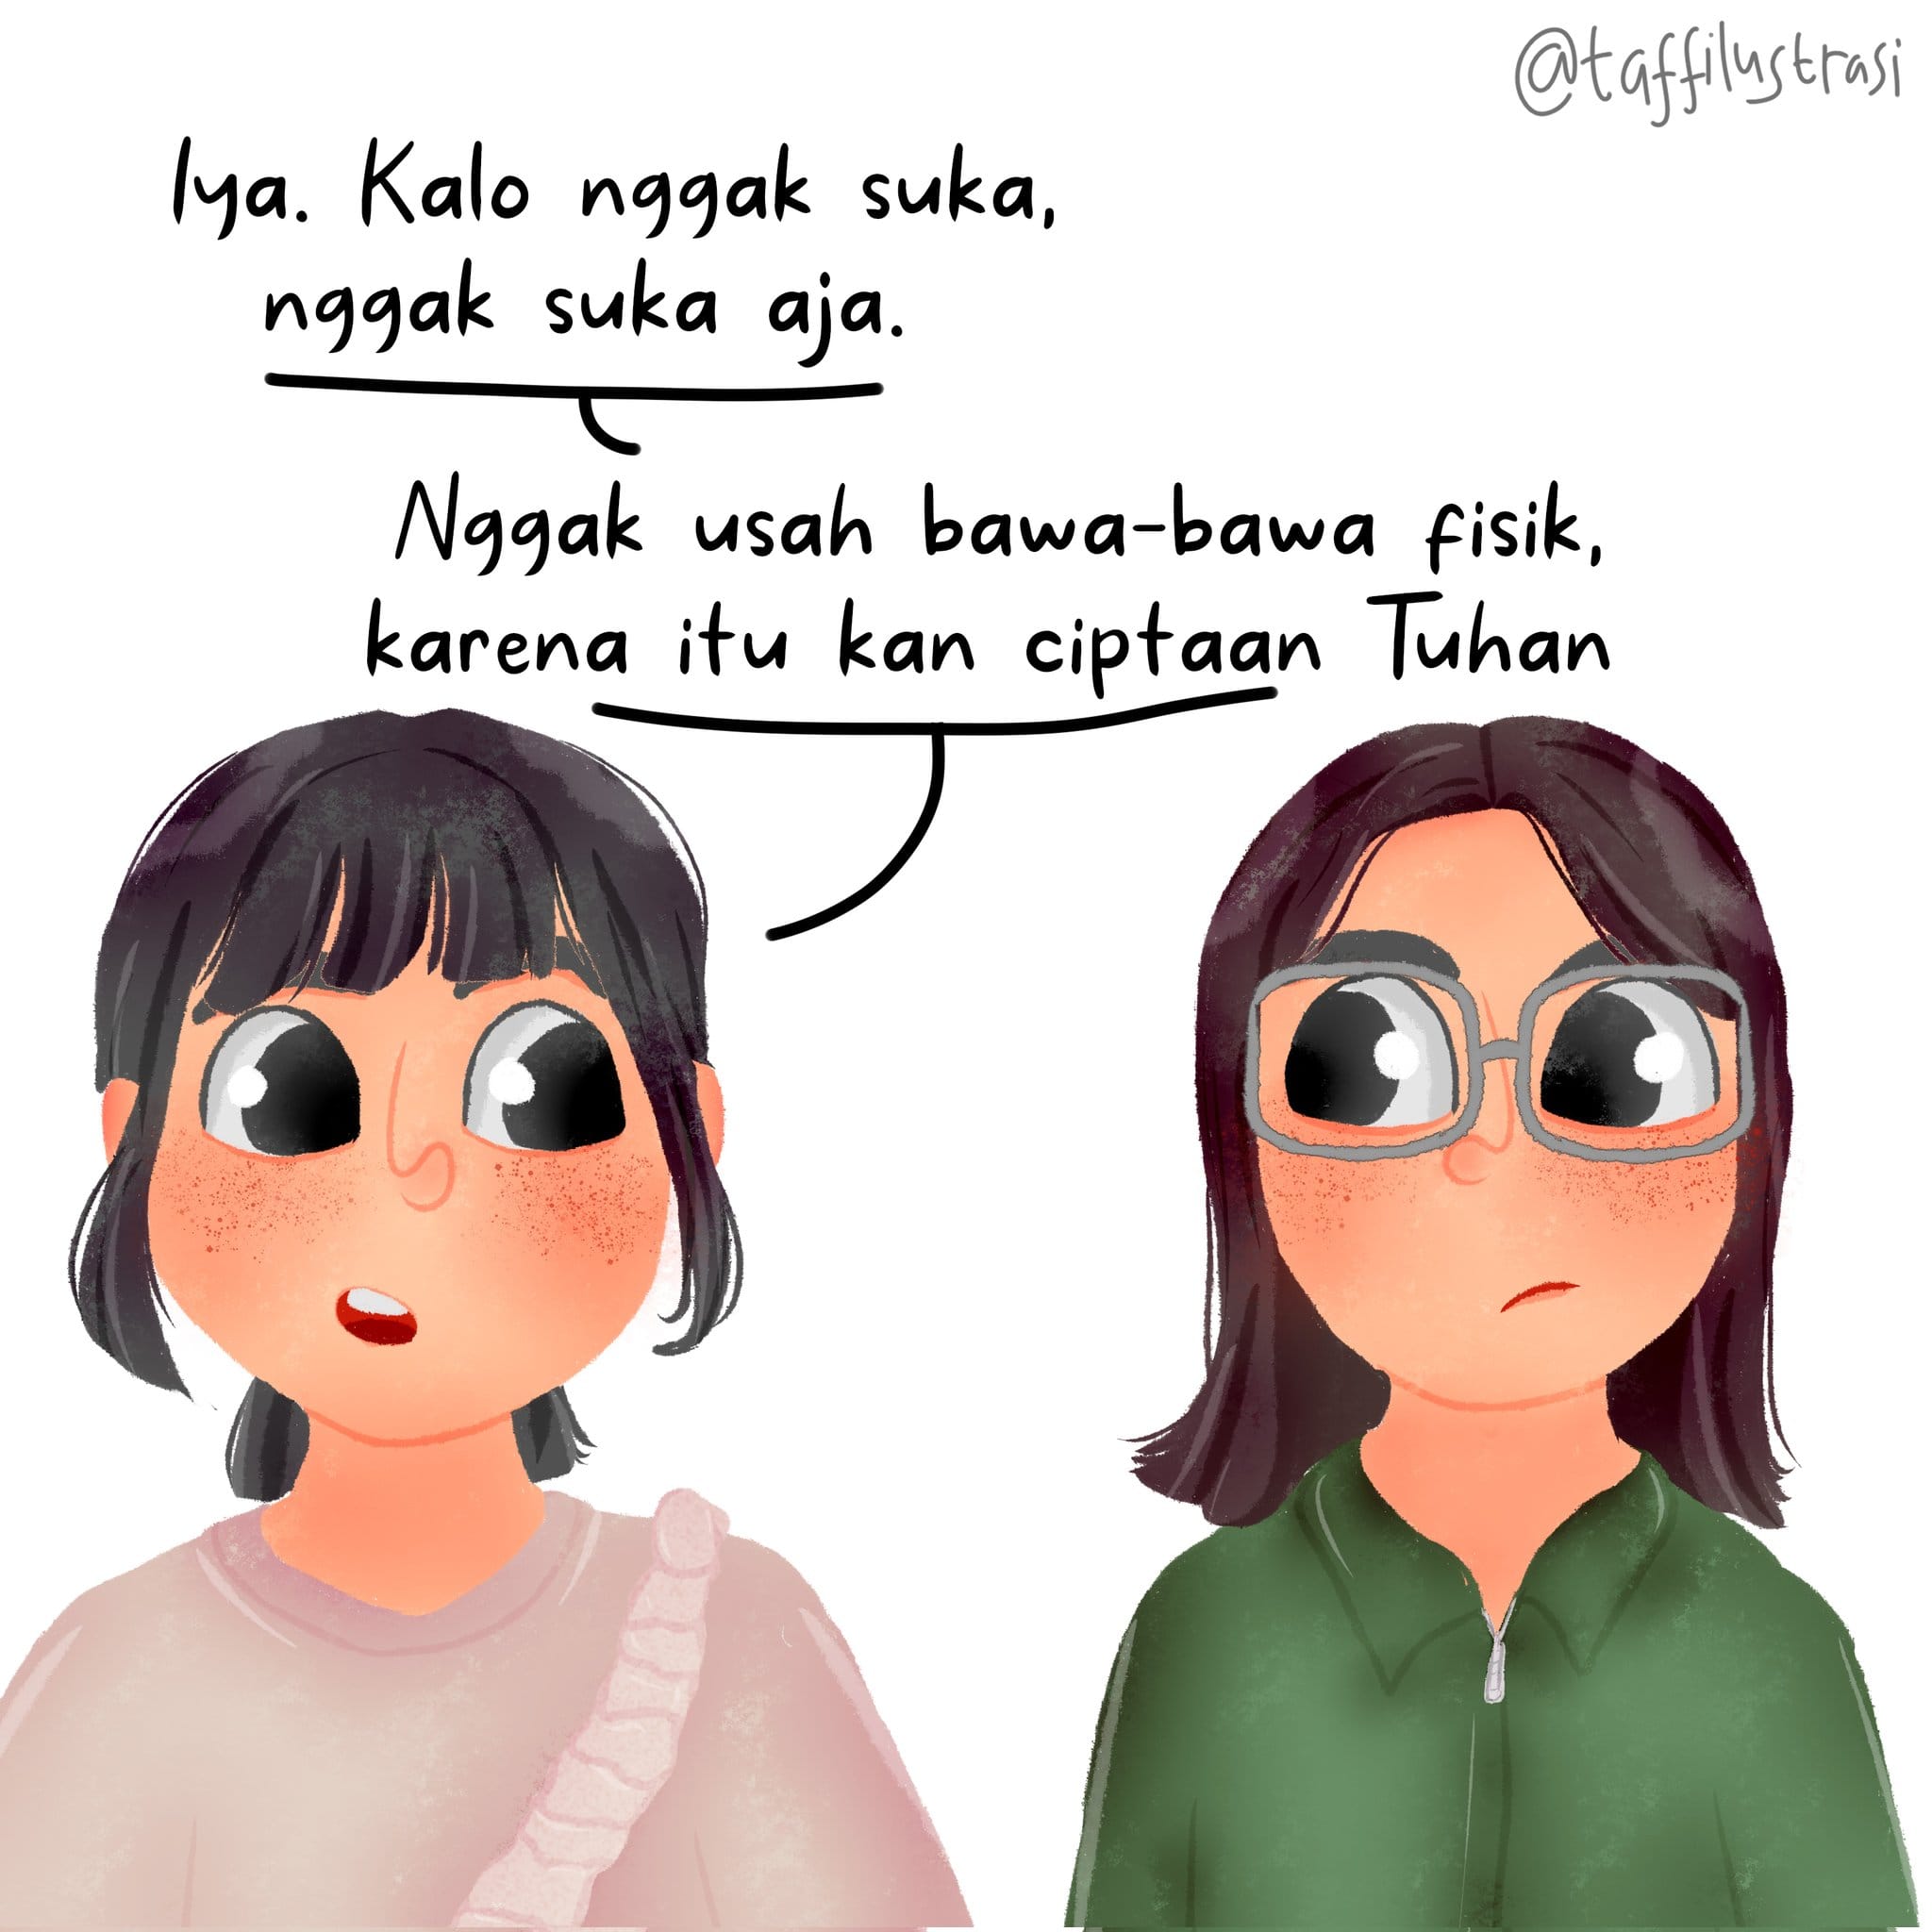 @taffilustrasi
Iya. Kalo nggak suka,
nggak suka aja.
Nggak usah bawa-bawa fisik,
karena itu kan ciptaan Tuhan